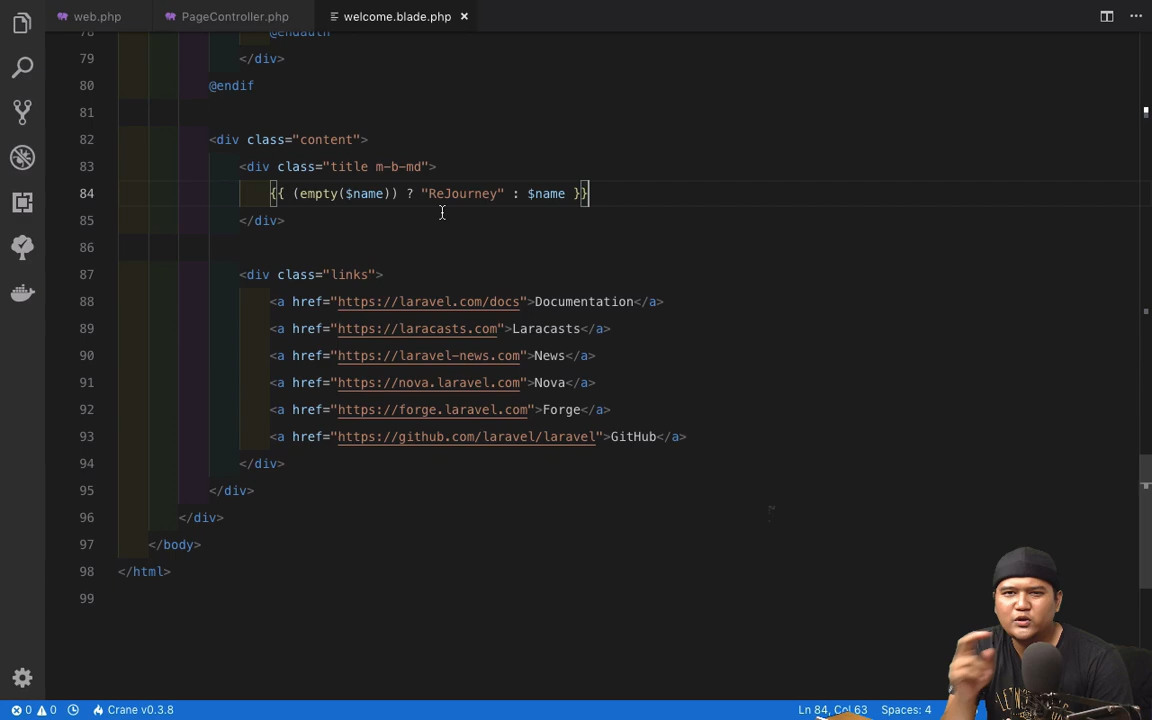 web.php PageController.php welcome.blade.php ×
78 @endauth
79 </div>
80 @endif
81
82 <div class="content">
83 <div class="title m-b-md">
84 {{ (empty($name)) ? "ReJourney" : $name }}
85 </div>
86
87 <div class="links">
88 <a href="https://laravel.com/docs">Documentation</a>
89 <a href="https://laracasts.com">Laracasts</a>
90 <a href="https://laravel-news.com">News</a>
91 <a href="https://nova.laravel.com">Nova</a>
92 <a href="https://forge.laravel.com">Forge</a>
93 <a href="https://github.com/laravel/laravel">GitHub</a>
94 </div>
95 </div>
96 </div>
97 </body>
98 </html>
99
0 0 Crane v0.3.8 Ln 84, Col 63 Spaces: 4